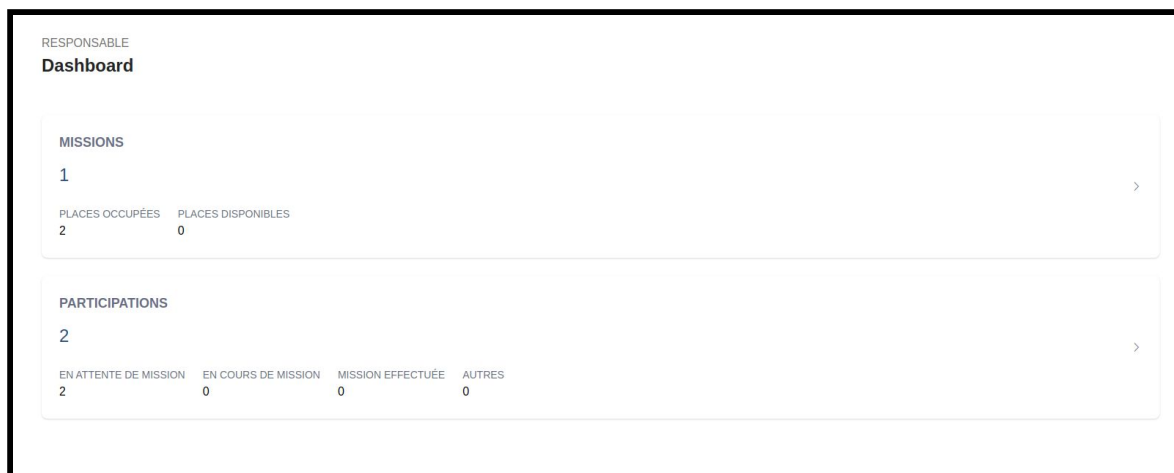 RESPONSABLE
Dashboard
MISSIONS
1
PLACES OCCUPÉES PLACES DISPONIBLES
2 0
PARTICIPATIONS
2
EN ATTENTE DE MISSION EN COURS DE MISSION MISSION EFFECTUÉE AUTRES
2 0 0 0